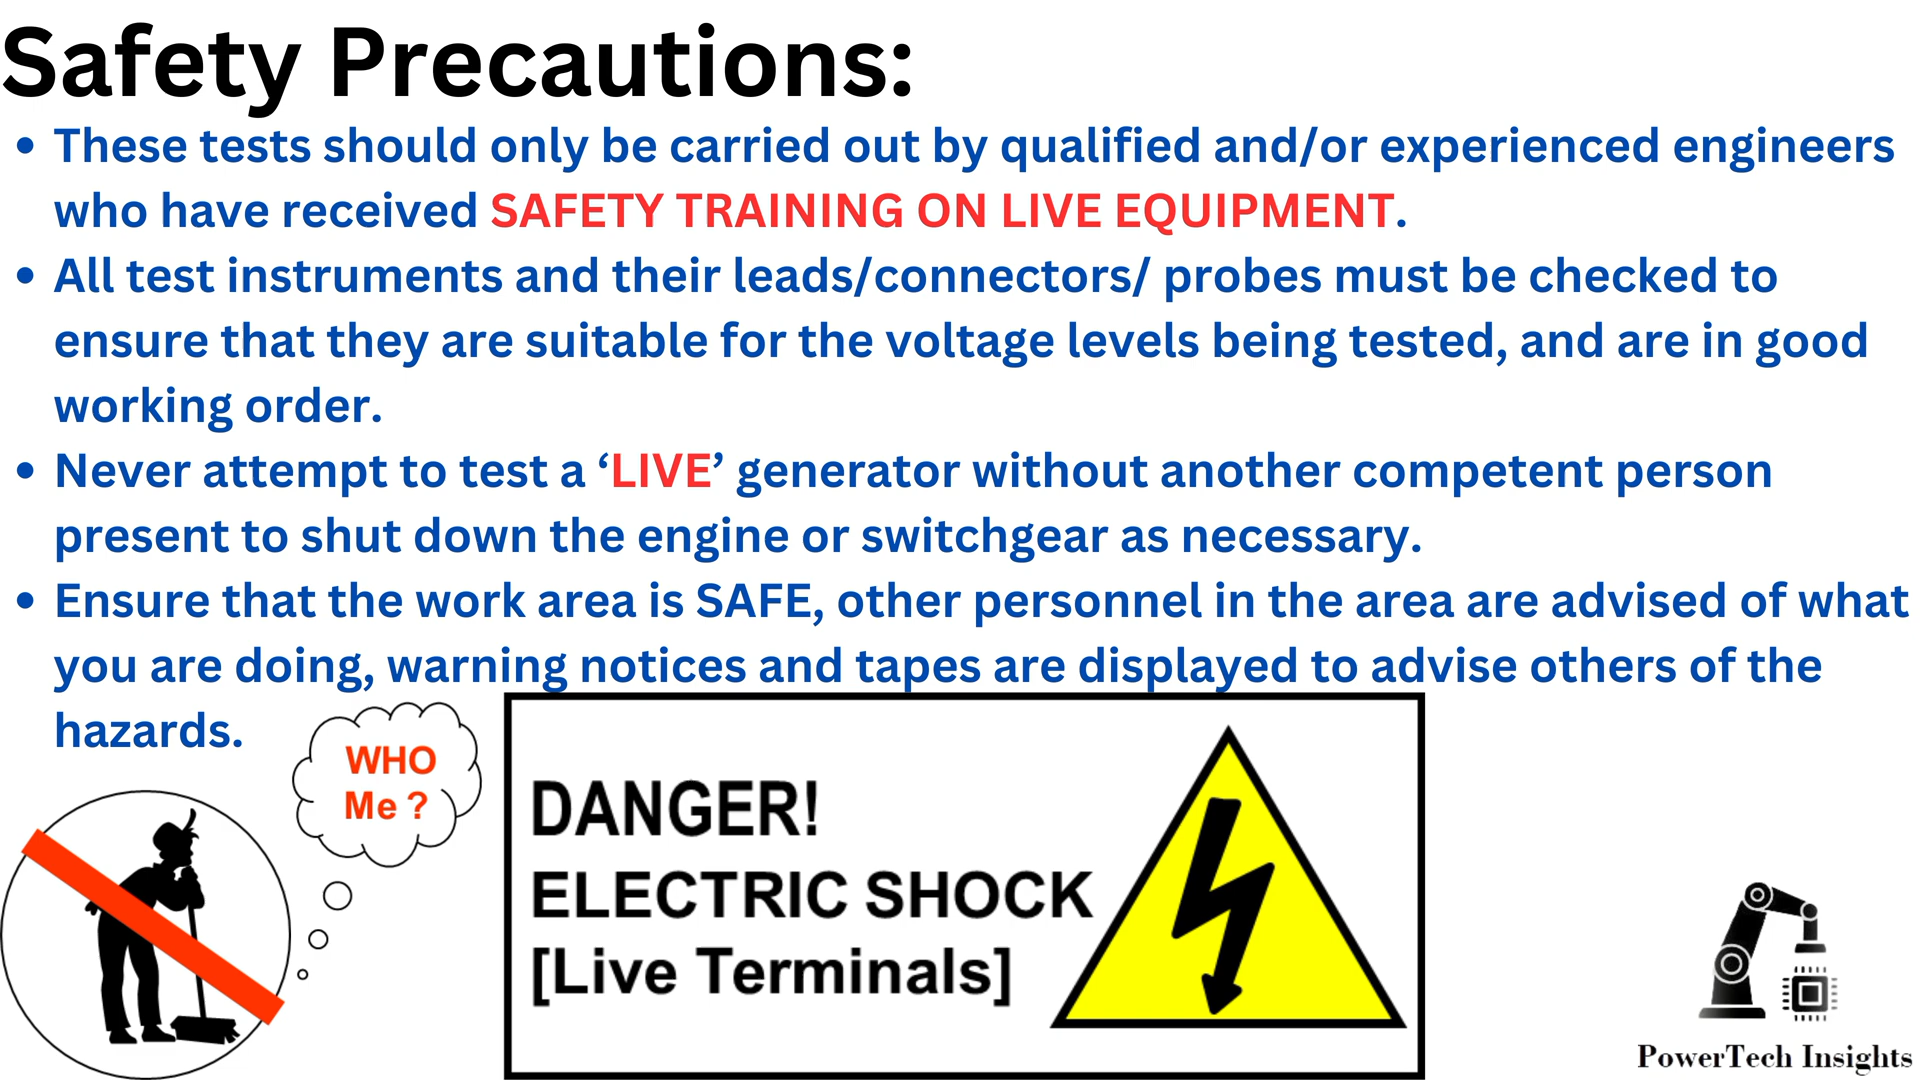 Safety Precautions:
• These tests should only be carried out by qualified and/or experienced engineers
who have received SAFETY TRAINING ON LIVE EQUIPMENT.
• All test instruments and their leads/connectors/ probes must be checked to
ensure that they are suitable for the voltage levels being tested, and are in good
working order.
• Never attempt to test a ‘LIVE’ generator without another competent person
present to shut down the engine or switchgear as necessary.
• Ensure that the work area is SAFE, other personnel in the area are advised of what
you are doing, warning notices and tapes are displayed to advise others of the
hazards.
WHO
Me ?
DANGER!
ELECTRIC SHOCK
[Live Terminals]
PowerTech Insights